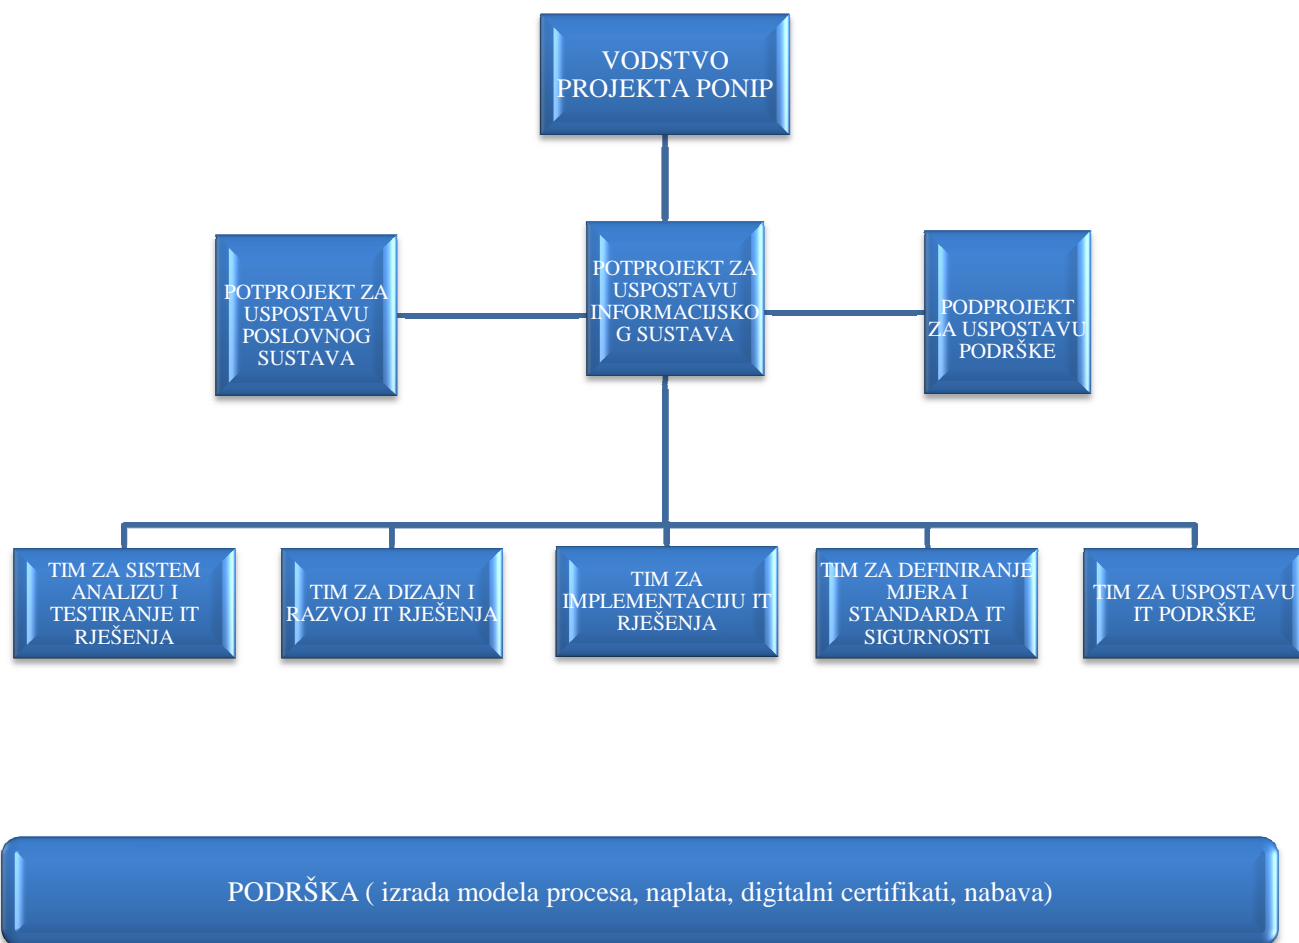 VODSTVO
PROJEKTA PONIP
POTPROJEKT ZA
USPOSTAVU
POSLOVNOG
SUSTAVA
POTPROJEKT ZA
USPOSTAVU
INFORMACIJSKO
G SUSTAVA
PODPROJEKT
ZA USPOSTAVU
PODRŠKE
TIM ZA SISTEM
ANALIZU I
TESTIRANJE IT
RJEŠENJA
TIM ZA DIZAJN I
RAZVOJ IT RJEŠENJA
TIM ZA
IMPLEMENTACIJU IT
RJEŠENJA
TIM ZA DEFINIRANJE
MJERA I
STANDARDA IT
SIGURNOSTI
TIM ZA USPOSTAVU
IT PODRŠKE
PODRŠKA ( izrada modela procesa, naplata, digitalni certifikati, nabava)